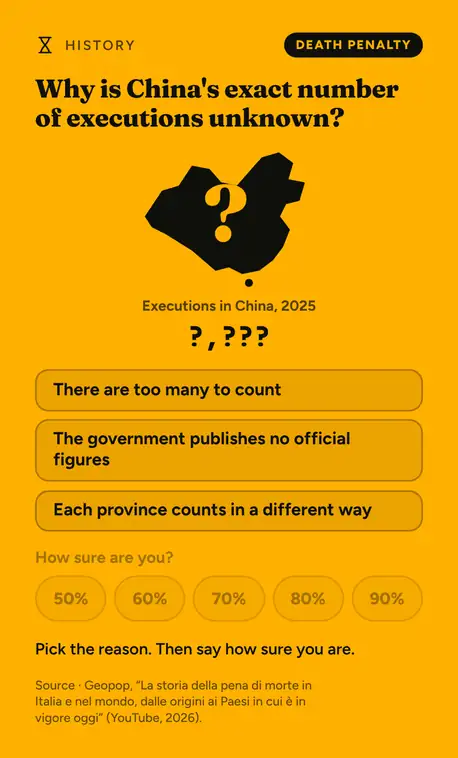 HISTORY
DEATH PENALTY
Why is China's exact number
of executions unknown?
?
Executions in China, 2025
?,???
There are too many to count
The government publishes no official
figures
Each province counts in a different way
How sure are you?
50% 60% 70% 80% 90%
Pick the reason. Then say how sure you are.
Source · Geopop, “La storia della pena di morte in
Italia e nel mondo, dalle origini ai Paesi in cui è in
vigore oggi” (YouTube, 2026).